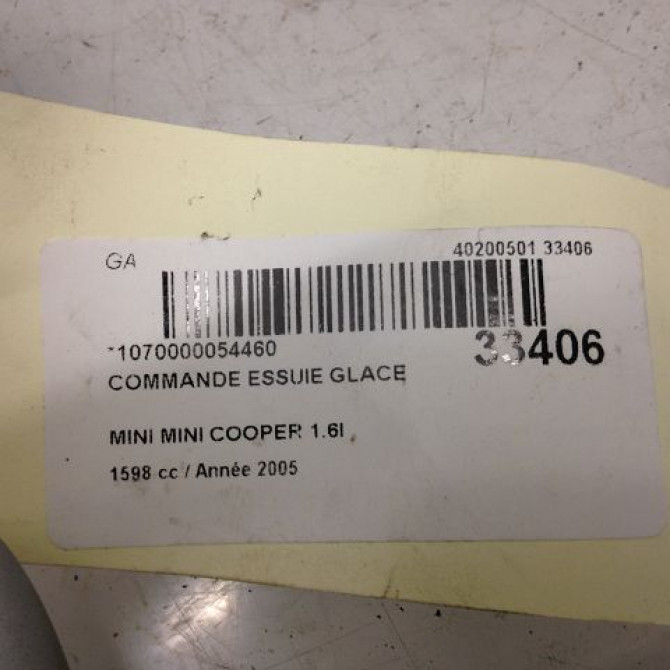 GA 40200501 33406
*1070000054460 33406
COMMANDE ESSUIE GLACE
MINI MINI COOPER 1.6I
1598 cc / Année 2005